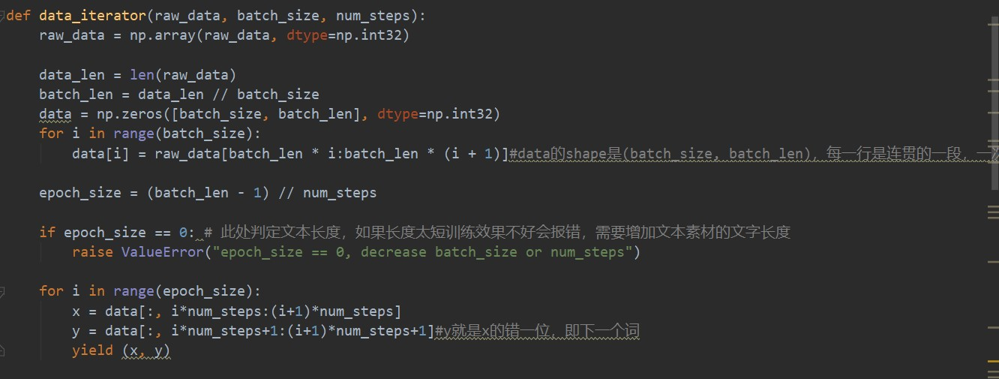 def data_iterator(raw_data, batch_size, num_steps):
raw_data = np.array(raw_data, dtype=np.int32)
data_len = len(raw_data)
batch_len = data_len // batch_size
data = np.zeros([batch_size, batch_len], dtype=np.int32)
for i in range(batch_size):
data[i] = raw_data[batch_len * i:batch_len * (i + 1)]#data的shape是(batch_size, batch_len)，每一行是连贯的一段，一
epoch_size = (batch_len - 1) // num_steps
if epoch_size == 0: # 此处判定文本长度，如果长度太短训练效果不好会报错，需要增加文本素材的文字长度
raise ValueError("epoch_size == 0, decrease batch_size or num_steps")
for i in range(epoch_size):
x = data[:, i*num_steps:(i+1)*num_steps]
y = data[:, i*num_steps+1:(i+1)*num_steps+1]#y就是x的错一位，即下一个词
yield (x, y)